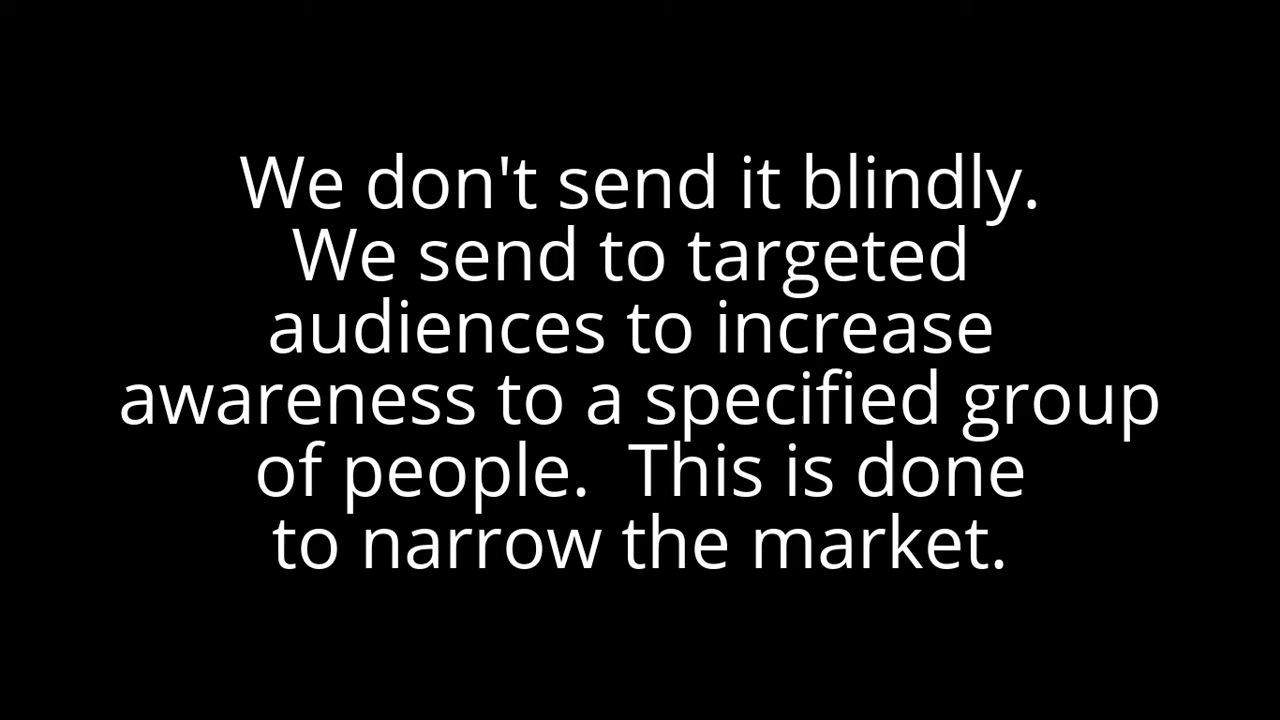 We don't send it blindly.
We send to targeted
audiences to increase
awareness to a specified group
of people.  This is done
to narrow the market.